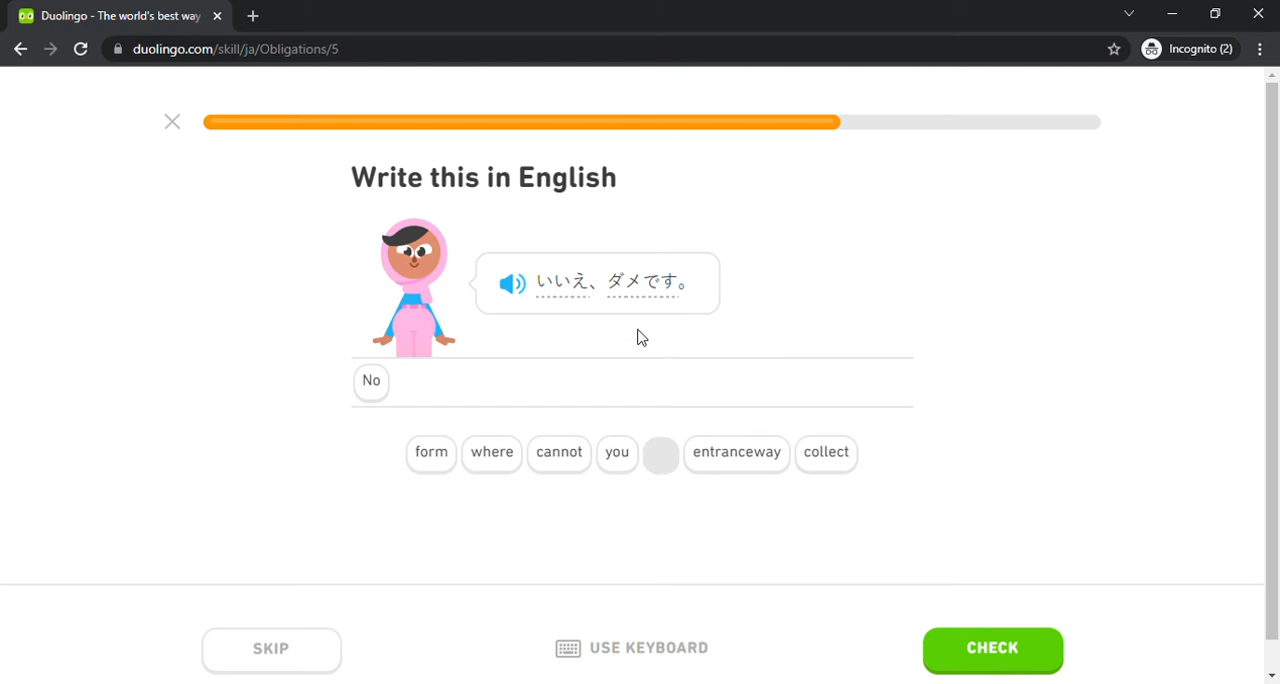 Duolingo - The world's best way
duolingo.com/skill/ja/Obligations/5
Incognito (2)
Write this in English
いいえ、ダメです。
No
form where cannot you entranceway collect
SKIP USE KEYBOARD CHECK